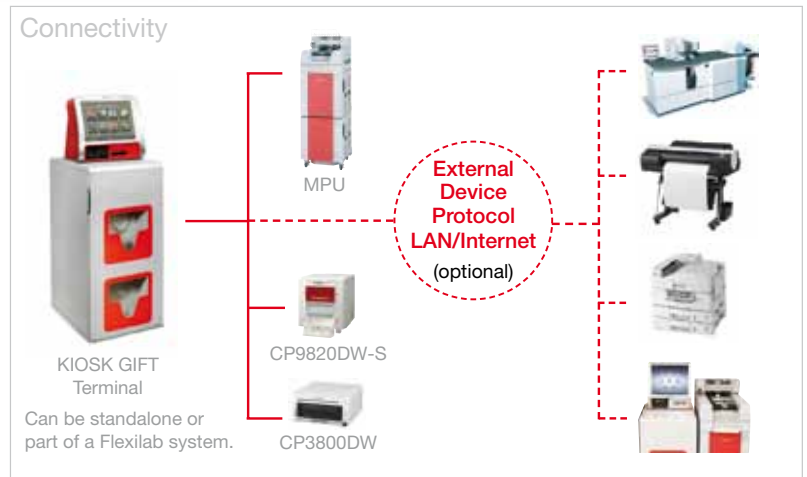 Connectivity
MPU
External
Device
Protocol
LAN/Internet
(optional)
CP9820DW-S
KIOSK GIFT
Terminal
CP3800DW
Can be standalone or
part of a Flexilab system.